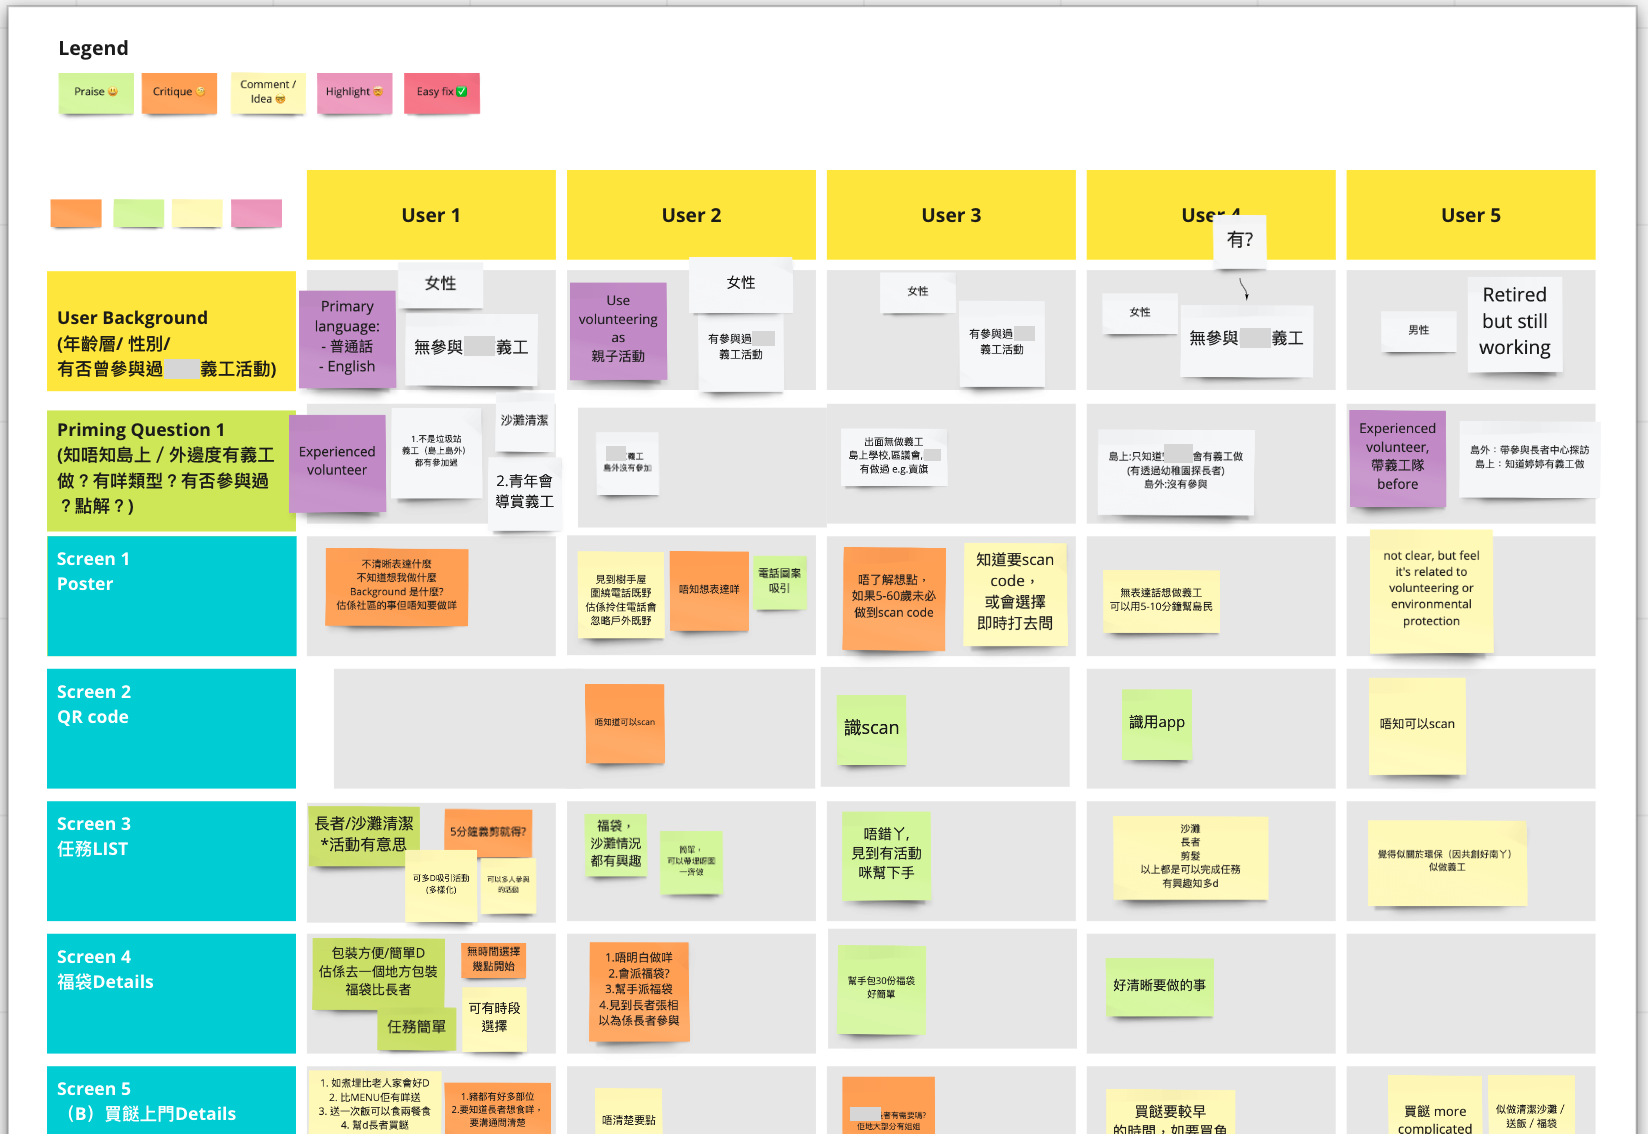 Legend
Praise 😀
Critique 🤔
Comment /
Idea 🤓
Highlight 🤯
Easy fix ✅
User 1
User 2
User 3
User 4
User 5
有?
User Background
(年齡層/ 性別/
有否曾參與過 義工活動)
Primary
language:
- 普通話
- English
女性
無參與 義工
Use
volunteering
as
親子活動
女性
有參與過
義工活動
女性
有參與過
義工活動
女性
無參與 義工
男性
Retired
but still
working
Priming Question 1
(知唔知島上 / 外邊度有義工
做？有咩類型？有否參與過
？點解？)
Experienced
volunteer
1.不是垃圾站
義工（島上島外）
都有參加過
沙灘清潔
2.青年會
導賞義工
義工
島外沒有參加
出面無做義工
島上學校,區議會,
有做過 e.g.賣旗
島上:只知道 會有義工做
(有透過幼稚園探長者)
島外:沒有參與
Experienced
volunteer,
帶義工隊
before
島外：帶參與長者中心探訪
島上：知道婷婷有義工做
Screen 1
Poster
不清晰表達什麼
不知道想我做什麼
Background 是什麼?
估係社區的事但唔知要做咩
見到樹手屋
圍繞電話既野
估係拎住電話會
忽略戶外既野
唔知想表達咩
電話圖案
吸引
唔了解想點，
如果5-60歲未必
做到scan code
知道要scan
code，
或會選擇
即時打去問
無表達話想做義工
可以用5-10分鐘幫島民
not clear, but feel
it's related to
volunteering or
environmental
protection
Screen 2
QR code
唔知道可以scan
識scan
識用app
唔知可以scan
Screen 3
任務LIST
長者/沙灘清潔
*活動有意思
5分鐘義剪就得?
可多D吸引活動
(多樣化)
可以多人參與
的活動
福袋，
沙灘情況
都有興趣
簡單，
可以帶埋囡囡
一齊做
唔錯丫,
見到有活動
咪幫下手
沙灘
長者
剪髮
以上都是可以完成任務
有興趣知多d
覺得似關於環保（因共創好南丫）
似做義工
Screen 4
福袋Details
包裝方便/簡單D
估係去一個地方包裝
福袋比長者
無時間選擇
幾點開始
任務簡單
可有時段
選擇
1.唔明白做咩
2.會派福袋?
3.幫手派福袋
4.見到長者張相
以為係長者參與
幫手包30份福袋
好簡單
好清晰要做的事
Screen 5
（B）買餸上門Details
1. 如煮埋比老人家會好D
2. 比MENU佢有咩送
3. 送一次飯可以食兩餐食
4. 幫d長者買餸
1.豬都有好多部位
2.要知道長者想食咩，
要溝通問清楚
唔清楚要點
長者有需要嗎?
佢地大部分有姐姐
買餸要較早
的時間，如要買魚
買餸 more
complicated
似做清潔沙灘 /
送飯 / 福袋